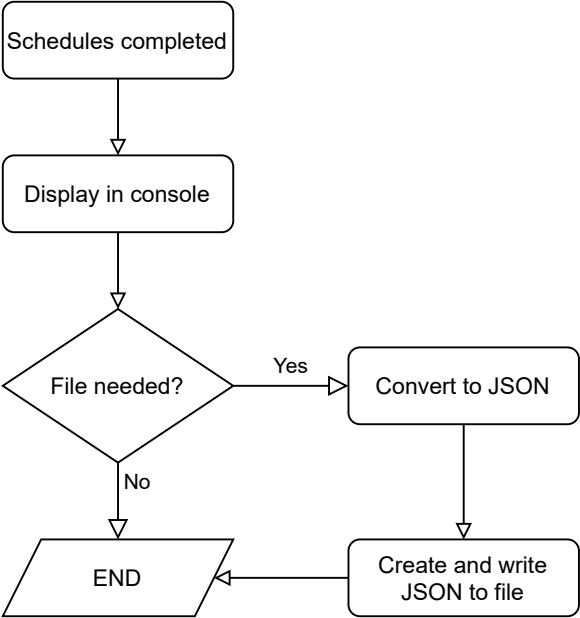 Schedules completed
Display in console
File needed?
Yes
Convert to JSON
No
END
Create and write
JSON to file